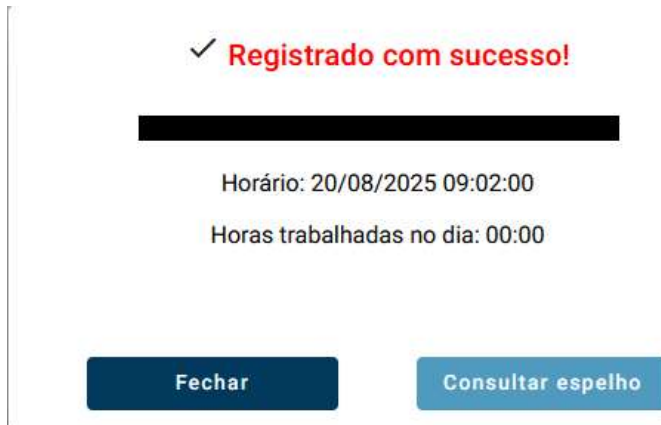 Registrado com sucesso!
Horário: 20/08/2025 09:02:00
Horas trabalhadas no dia: 00:00
Fechar
Consultar espelho